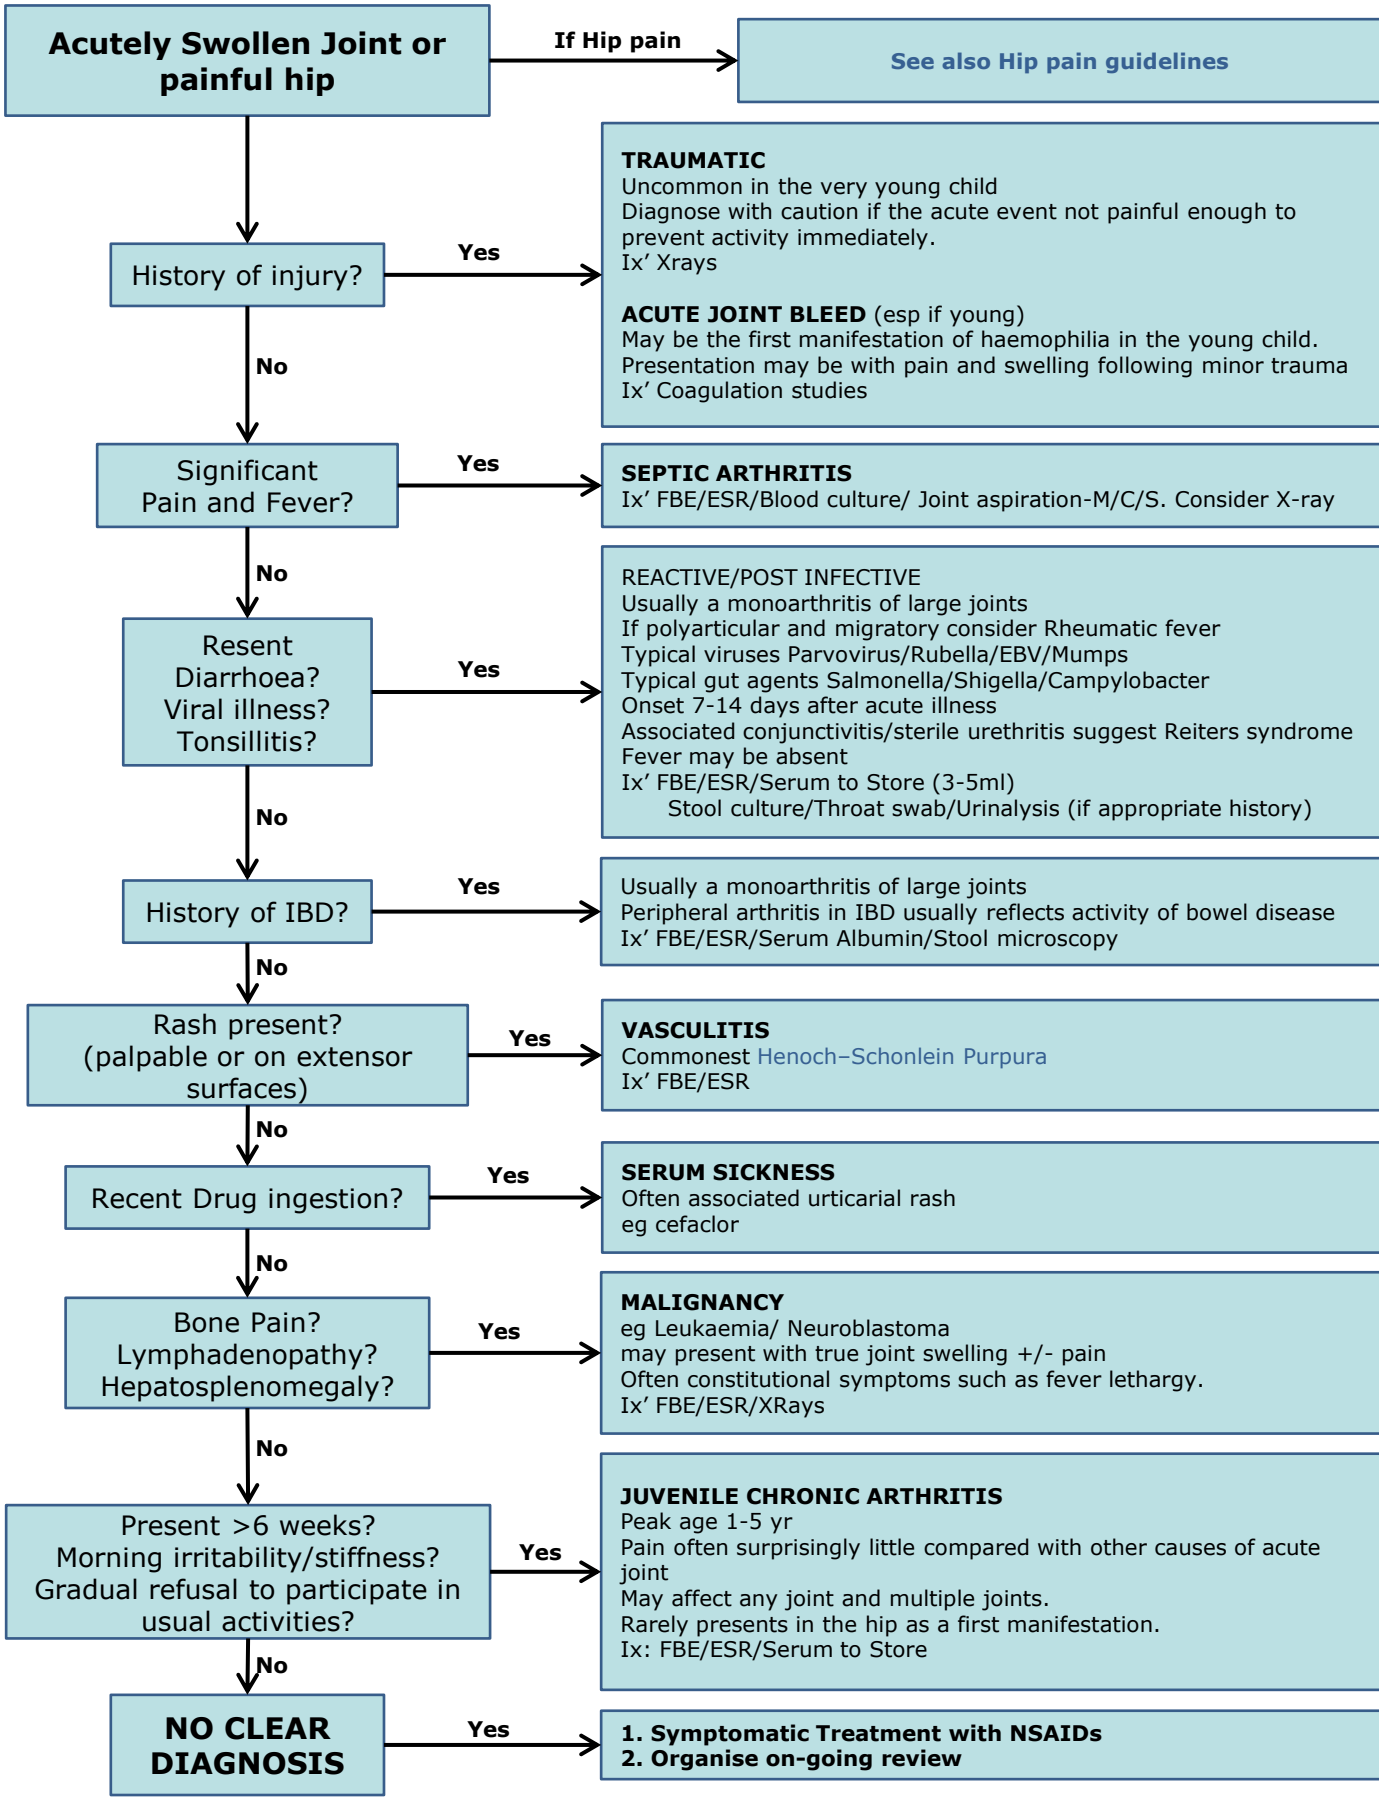 Acutely Swollen Joint or
painful hip
If Hip pain
See also Hip pain guidelines
History of injury?
Yes
No
TRAUMATIC
Uncommon in the very young child
Diagnose with caution if the acute event not painful enough to
prevent activity immediately.
Ix’ Xrays
ACUTE JOINT BLEED (esp if young)
May be the first manifestation of haemophilia in the young child.
Presentation may be with pain and swelling following minor trauma
Ix’ Coagulation studies
Significant
Pain and Fever?
Yes
No
SEPTIC ARTHRITIS
Ix’ FBE/ESR/Blood culture/ Joint aspiration-M/C/S. Consider X-ray
Resent
Diarrhoea?
Viral illness?
Tonsillitis?
Yes
No
REACTIVE/POST INFECTIVE
Usually a monoarthritis of large joints
If polyarticular and migratory consider Rheumatic fever
Typical viruses Parvovirus/Rubella/EBV/Mumps
Typical gut agents Salmonella/Shigella/Campylobacter
Onset 7-14 days after acute illness
Associated conjunctivitis/sterile urethritis suggest Reiters syndrome
Fever may be absent
Ix’ FBE/ESR/Serum to Store (3-5ml)
Stool culture/Throat swab/Urinalysis (if appropriate history)
History of IBD?
Yes
No
Usually a monoarthritis of large joints
Peripheral arthritis in IBD usually reflects activity of bowel disease
Ix’ FBE/ESR/Serum Albumin/Stool microscopy
Rash present?
(palpable or on extensor
surfaces)
Yes
No
VASCULITIS
Commonest Henoch–Schonlein Purpura
Ix’ FBE/ESR
Recent Drug ingestion?
Yes
No
SERUM SICKNESS
Often associated urticarial rash
eg cefaclor
Bone Pain?
Lymphadenopathy?
Hepatosplenomegaly?
Yes
No
MALIGNANCY
eg Leukaemia/ Neuroblastoma
may present with true joint swelling +/- pain
Often constitutional symptoms such as fever lethargy.
Ix’ FBE/ESR/XRays
Present >6 weeks?
Morning irritability/stiffness?
Gradual refusal to participate in
usual activities?
Yes
No
JUVENILE CHRONIC ARTHRITIS
Peak age 1-5 yr
Pain often surprisingly little compared with other causes of acute
joint
May affect any joint and multiple joints.
Rarely presents in the hip as a first manifestation.
Ix: FBE/ESR/Serum to Store
NO CLEAR
DIAGNOSIS
Yes
1. Symptomatic Treatment with NSAIDs
2. Organise on-going review